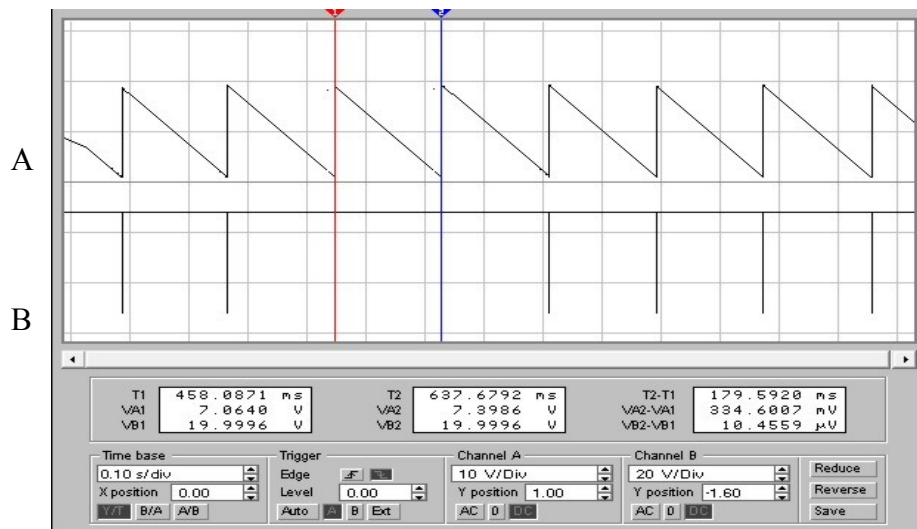 1 2
A
B
T1 458.0871 ms T2 637.6792 ms T2-T1 179.5920 ms
VA1 7.0640 V VA2 7.3986 V VA2-VA1 334.6007 mV
VB1 19.9996 V VB2 19.9996 V VB2-VB1 10.4559 µV
Time base Trigger Channel A Channel B
0.10 s/div Edge 10 V/Div 20 V/Div Reduce
X position 0.00 Level 0.00 Y position 1.00 Y position -1.60 Reverse
Y/T B/A A/B Auto A B Ext AC 0 DC AC 0 DC Save